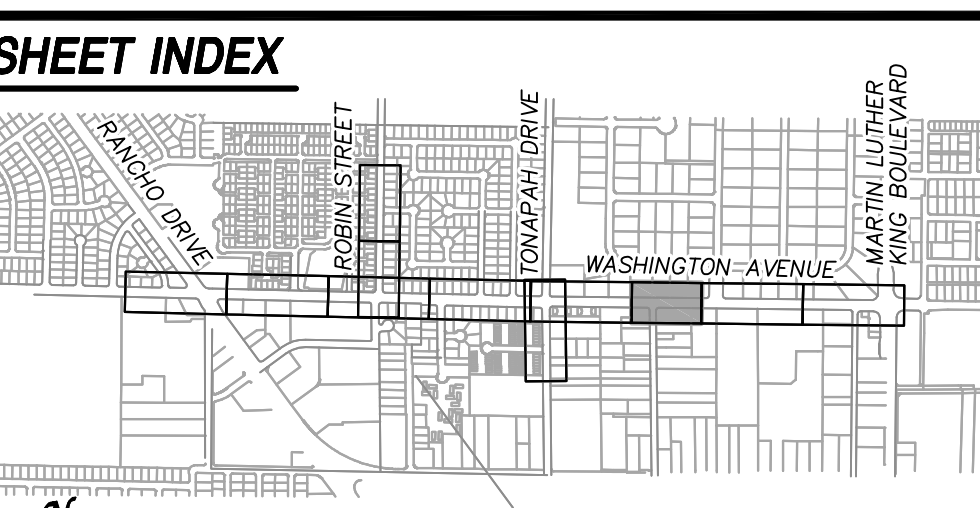 SHEET INDEX
RANCHO DRIVE
ROBIN STREET
TONAPAH DRIVE
WASHINGTON AVENUE
MARTIN LUTHER
KING BOULEVARD